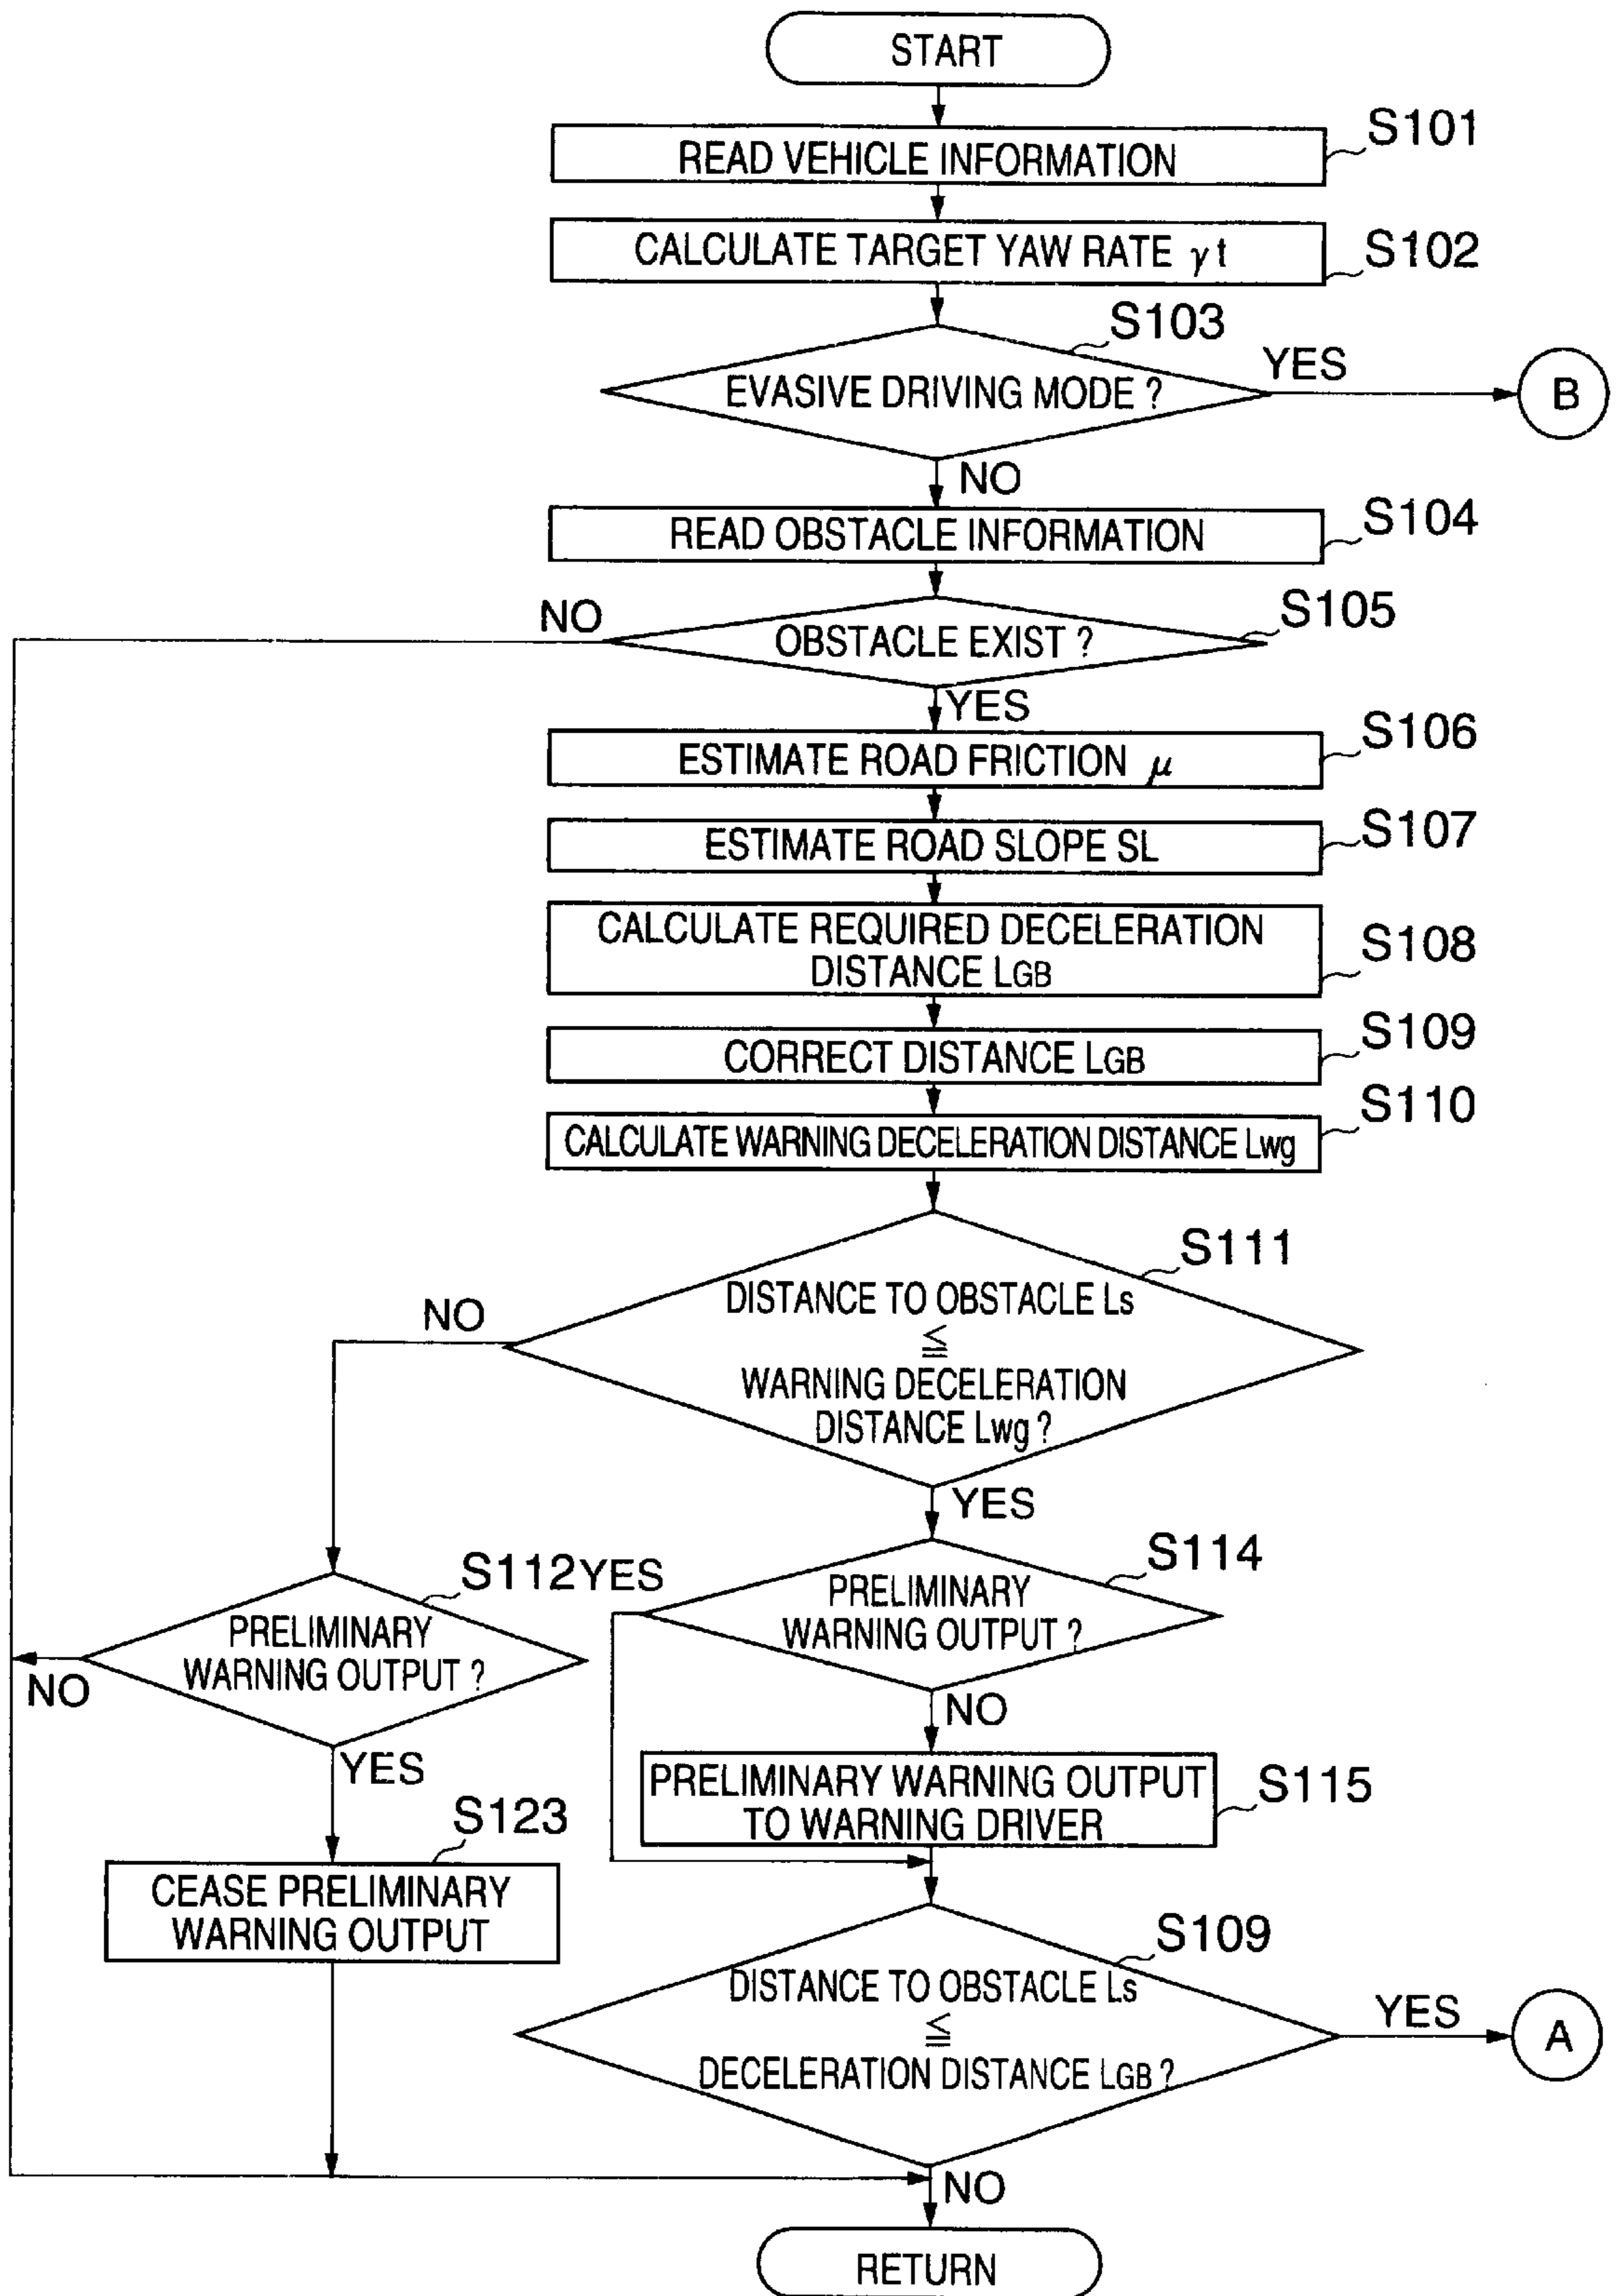 START
S101
READ VEHICLE INFORMATION
CALCULATE TARGET YAW RATE γt
S102
S103
EVASIVE DRIVING MODE ?
YES
B
NO
S104
READ OBSTACLE INFORMATION
S105
NO
OBSTACLE EXIST ?
YES
S106
ESTIMATE ROAD FRICTION μ
S107
ESTIMATE ROAD SLOPE SL
CALCULATE REQUIRED DECELERATION
DISTANCE LGB
S108
S109
CORRECT DISTANCE LGB
S110
CALCULATE WARNING DECELERATION DISTANCE Lwg
S111
DISTANCE TO OBSTACLE Ls
≦
WARNING DECELERATION
DISTANCE Lwg ?
NO
YES
S112
PRELIMINARY
WARNING OUTPUT ?
NO
YES
S123
CEASE PRELIMINARY
WARNING OUTPUT
YES
S114
PRELIMINARY
WARNING OUTPUT ?
NO
PRELIMINARY WARNING OUTPUT
TO WARNING DRIVER
S115
S109
DISTANCE TO OBSTACLE Ls
≦
DECELERATION DISTANCE LGB ?
YES
A
NO
RETURN